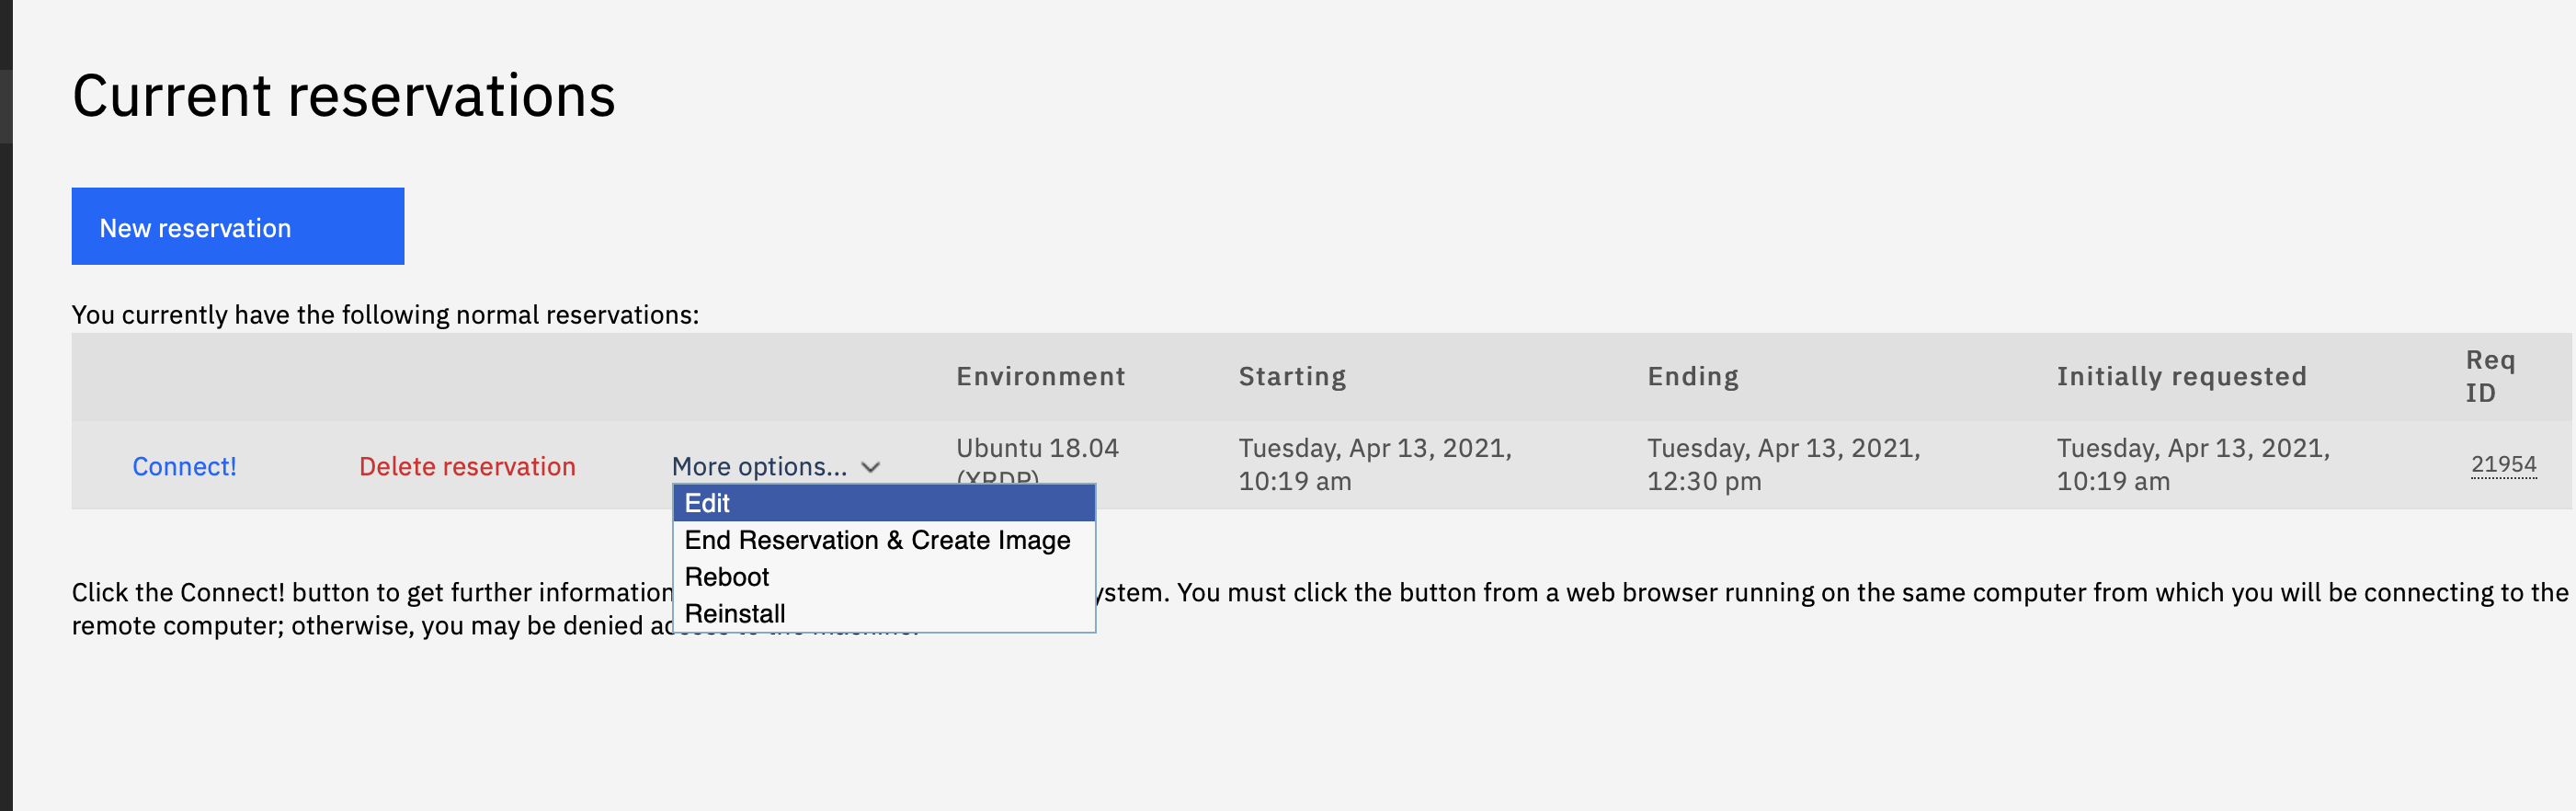 Current reservations
New reservation
You currently have the following normal reservations:
Environment Starting Ending Initially requested Req ID
Connect! Delete reservation More options... Ubuntu 18.04 Tuesday, Apr 13, 2021, Tuesday, Apr 13, 2021, Tuesday, Apr 13, 2021, 21954
(XRDP) 10:19 am 12:30 pm 10:19 am
Edit
End Reservation & Create Image
Reboot
Reinstall
Click the Connect! button to get further information You must click the button from a web browser running on the same computer from which you will be connecting to the
remote computer; otherwise, you may be denied access to the machine.